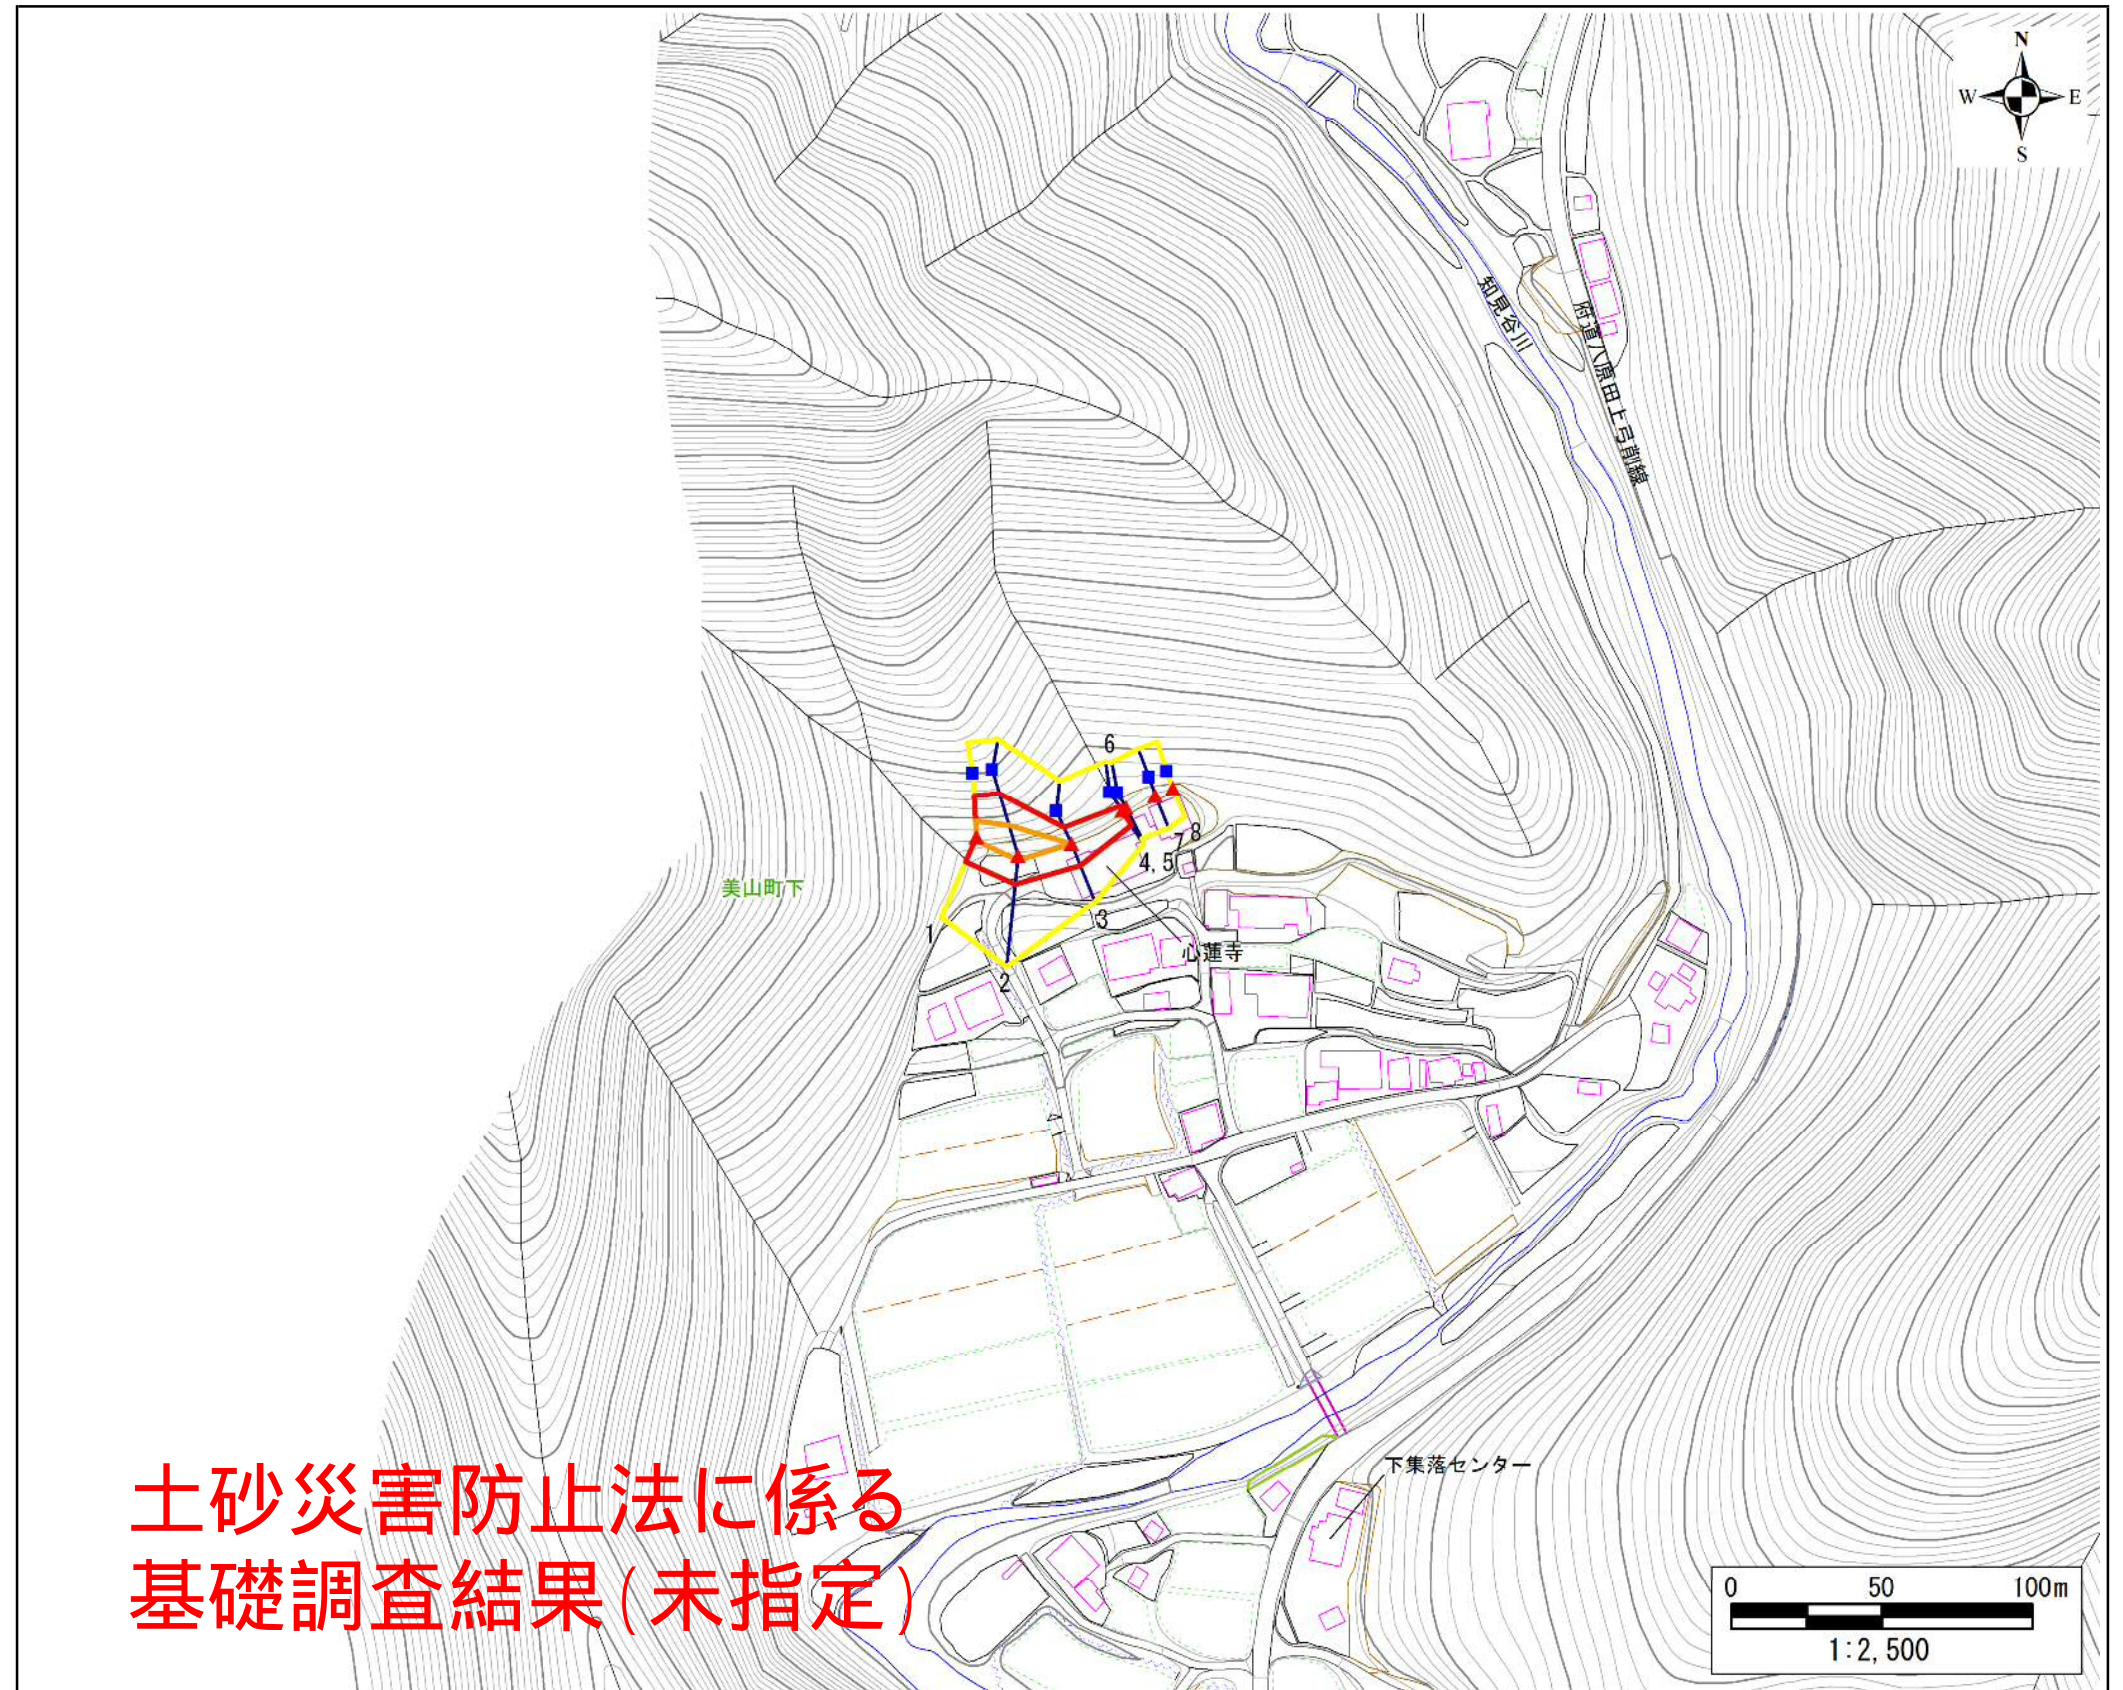 N
W E
S
知見谷川
府道八原田上弓削線
6
8
7
4, 5
美山町下
3
1
心蓮寺
2
下集落センター
土砂災害防止法に係る
基礎調査結果(未指定)
0 50 100m
1:2,500